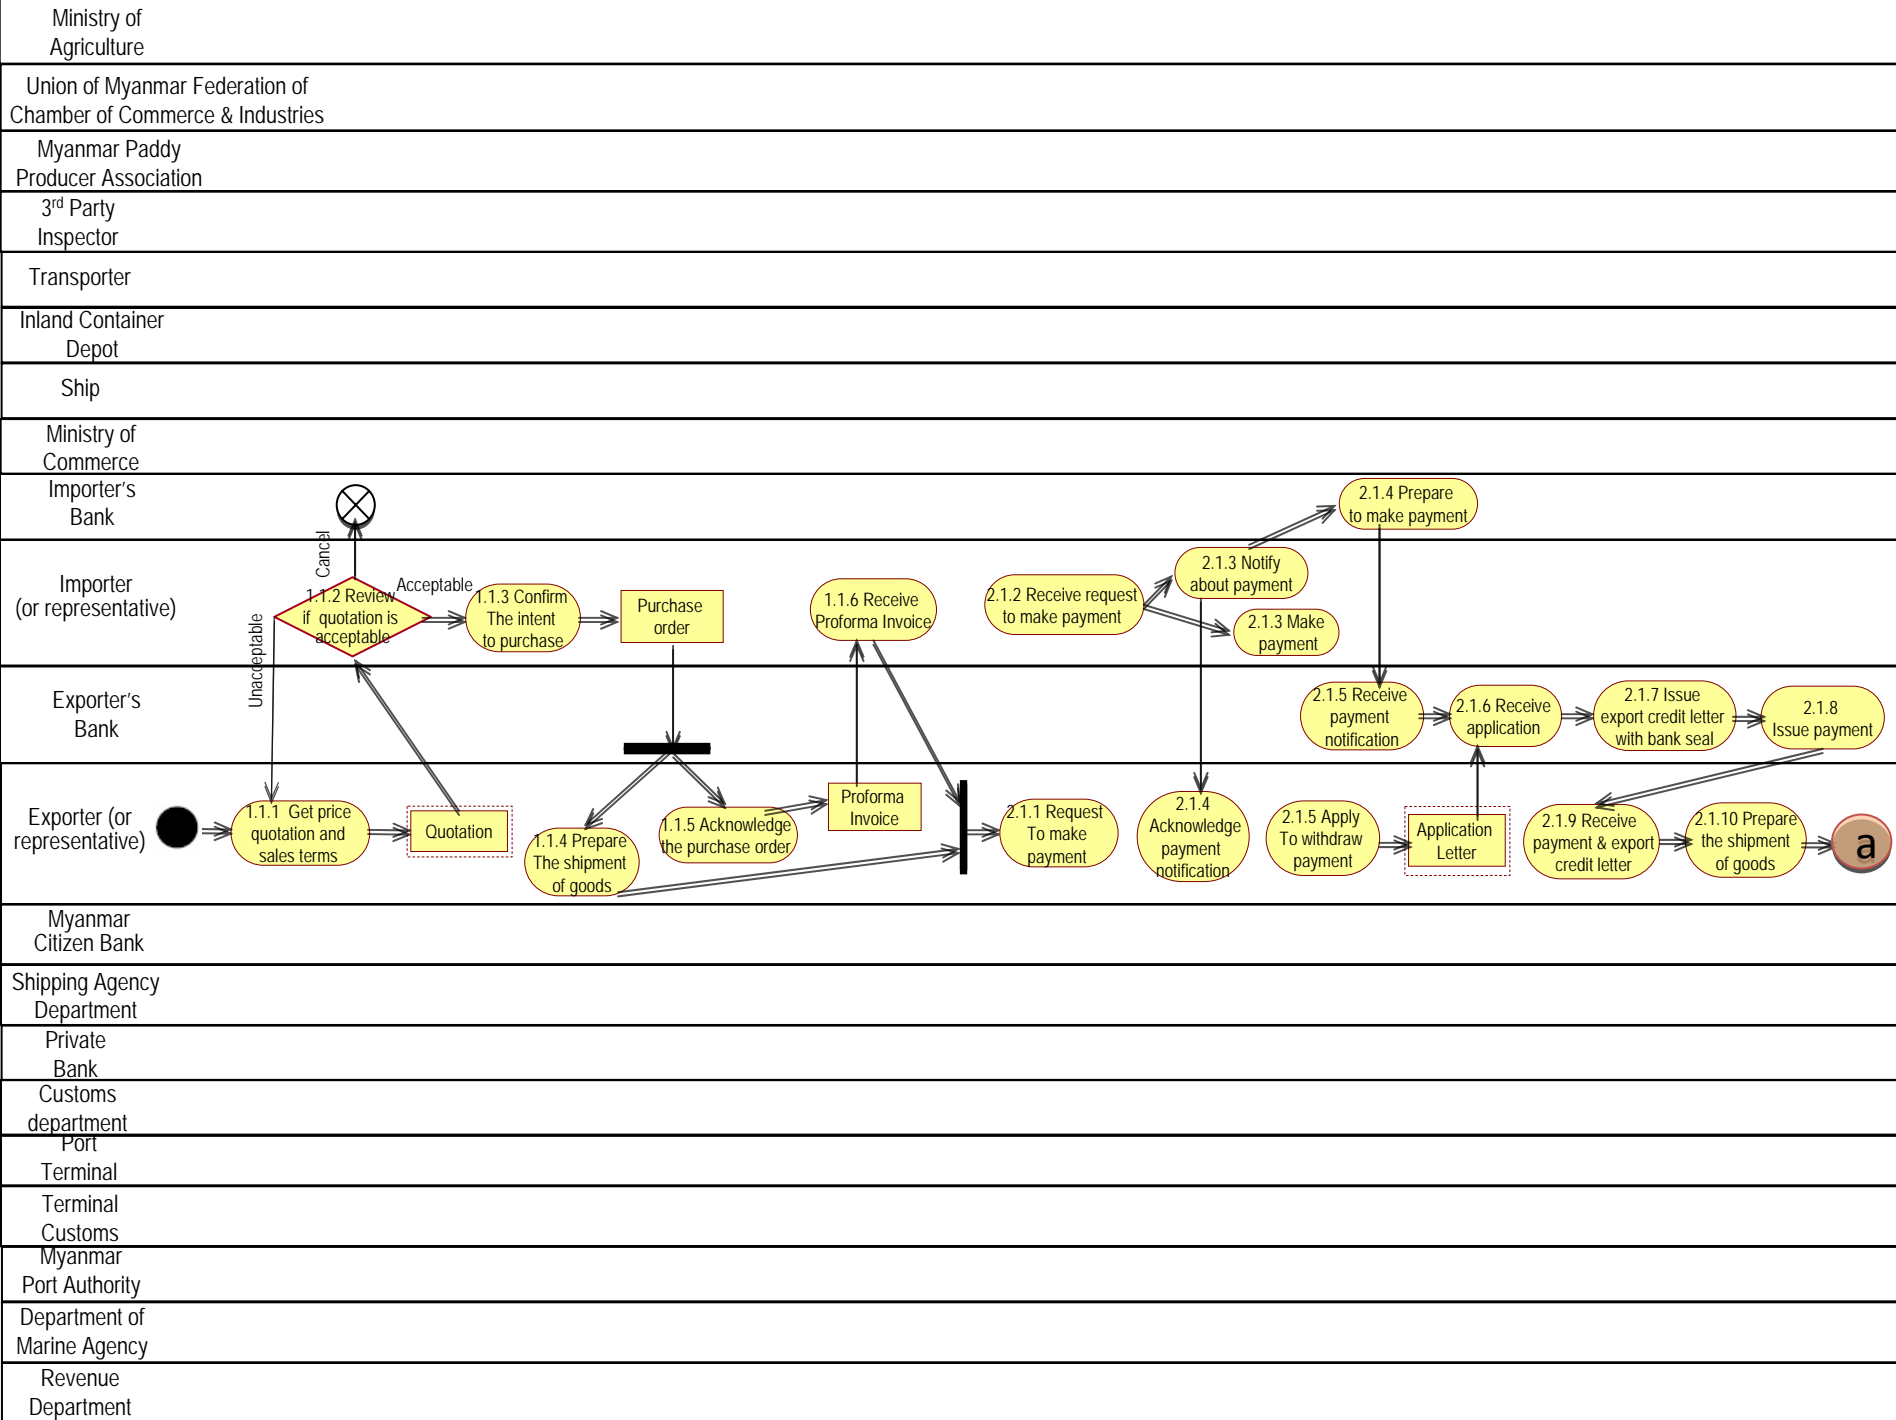 Ministry of
Agriculture
Union of Myanmar Federation of
Chamber of Commerce & Industries
Myanmar Paddy
Producer Association
3rd Party
Inspector
Transporter
Inland Container
Depot
Ship
Ministry of
Commerce
Importer's
Bank
2.1.4 Prepare
to make payment
Importer
(or representative)
Cancel
Unacceptable
1.1.2 Review
if quotation is
acceptable
Acceptable
1.1.3 Confirm
The intent
to purchase
Purchase
order
1.1.6 Receive
Proforma Invoice
2.1.2 Receive request
to make payment
2.1.3 Notify
about payment
2.1.3 Make
payment
Exporter's
Bank
2.1.5 Receive
payment
notification
2.1.6 Receive
application
2.1.7 Issue
export credit letter
with bank seal
2.1.8
Issue payment
Exporter (or
representative)
1.1.1 Get price
quotation and
sales terms
Quotation
1.1.4 Prepare
The shipment
of goods
1.1.5 Acknowledge
the purchase order
Proforma
Invoice
2.1.1 Request
To make
payment
2.1.4
Acknowledge
payment
notification
2.1.5 Apply
To withdraw
payment
Application
Letter
2.1.9 Receive
payment & export
credit letter
2.1.10 Prepare
the shipment
of goods
a
Myanmar
Citizen Bank
Shipping Agency
Department
Private
Bank
Customs
department
Port
Terminal
Terminal
Customs
Myanmar
Port Authority
Department of
Marine Agency
Revenue
Department